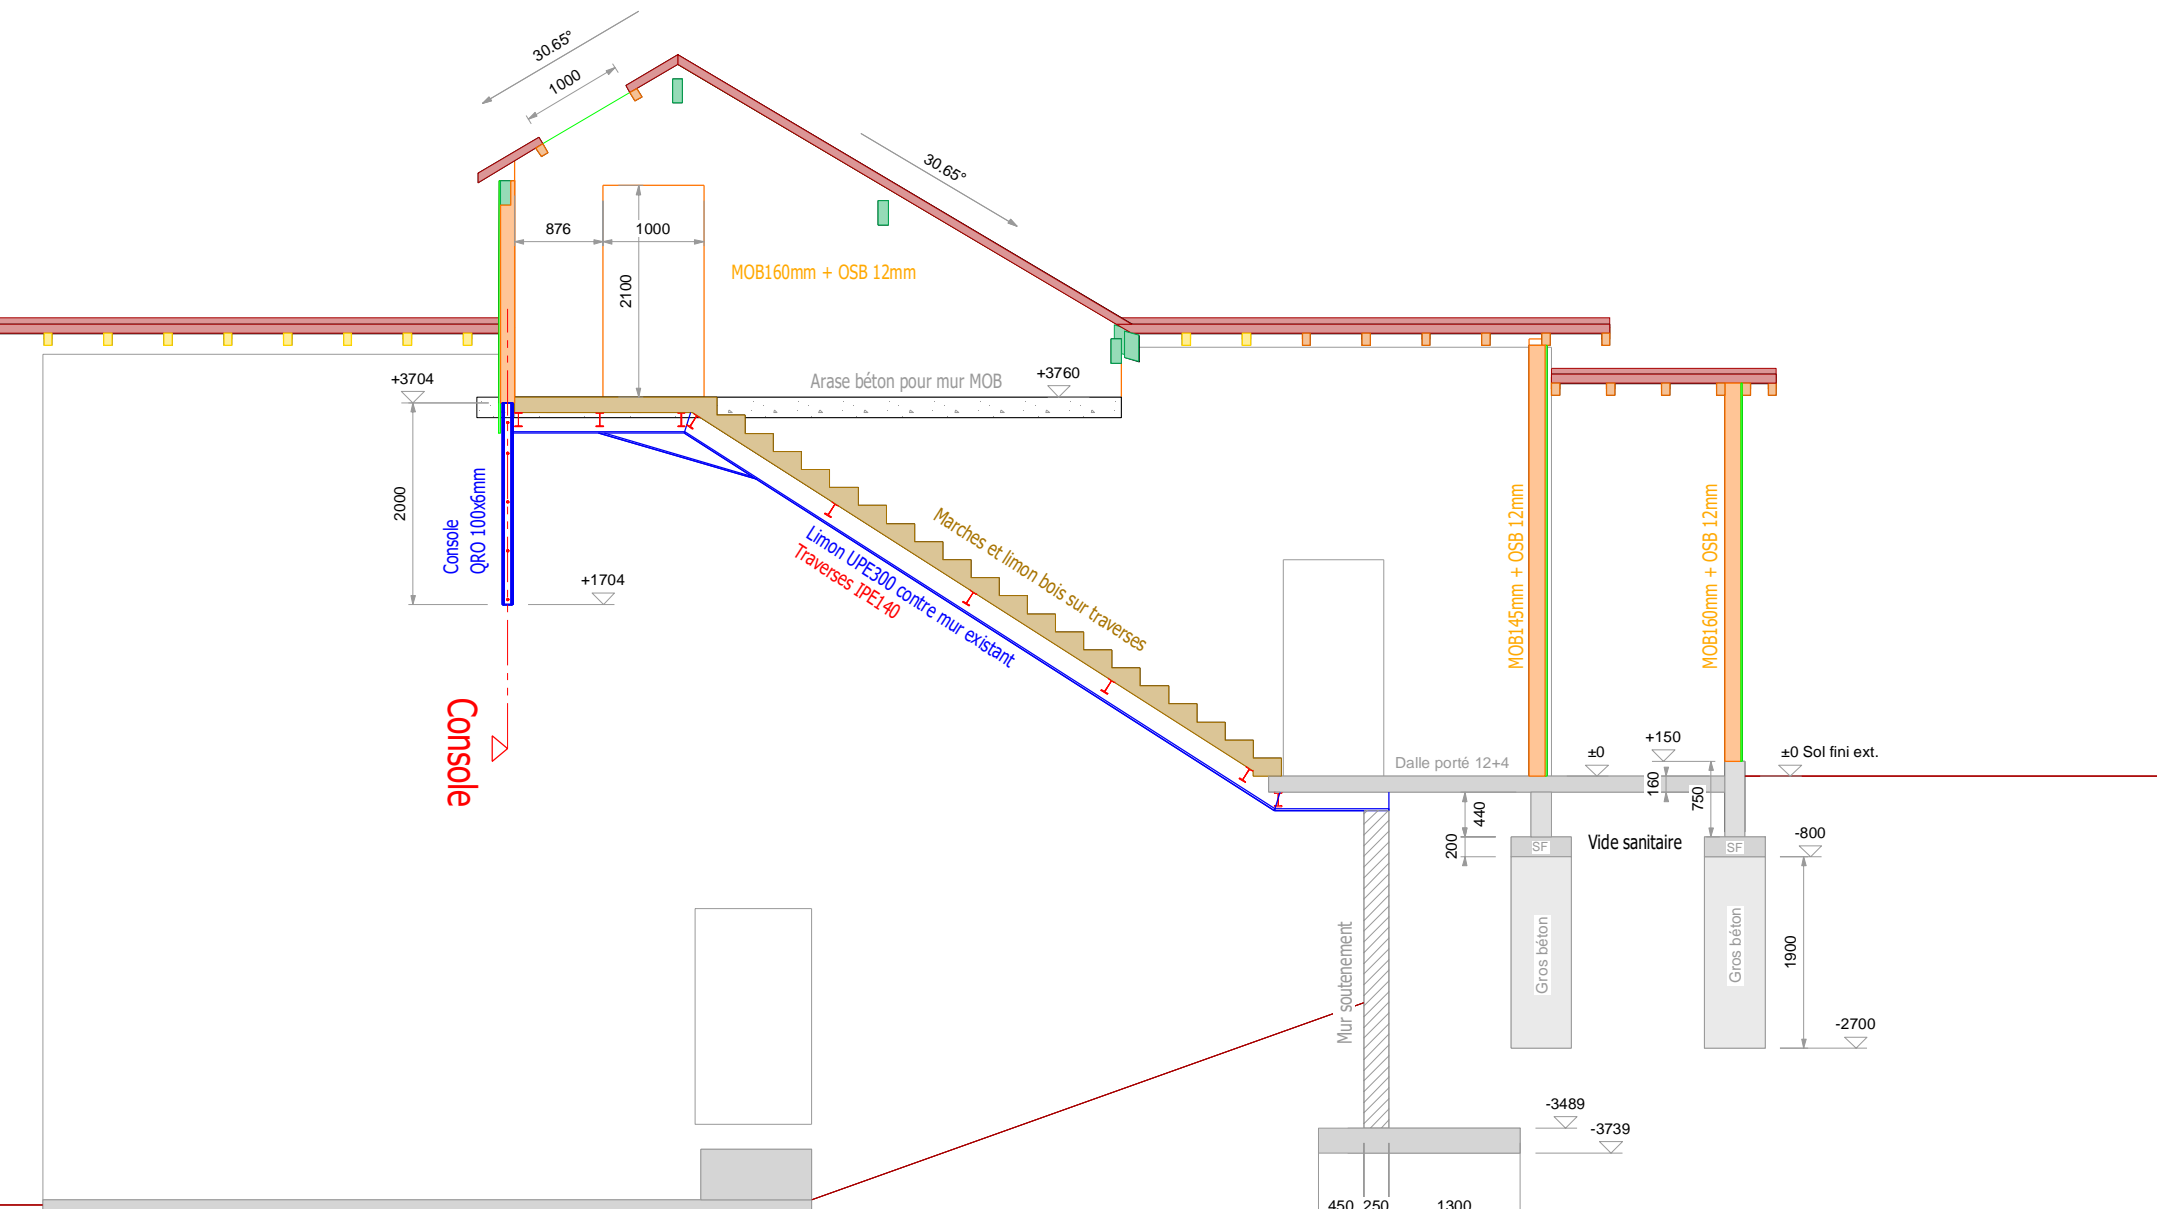 30.65°
1000
30.65°
876
1000
2100
MOB160mm + OSB 12mm
+3704
Arase béton pour mur MOB
+3760
2000
Console
QRO 100x6mm
+1704
Console
Marches et limon bois sur traverses
Limon UPE300 contre mur existant
Traverses IPE140
MOB145mm + OSB 12mm
MOB160mm + OSB 12mm
Dalle porté 12+4
±0
+150
±0 Sol fini ext.
160
750
440
200
SF
Vide sanitaire
SF
-800
Gros béton
Gros béton
1900
-2700
Mur soutenement
-3489
-3739
450
250
1300